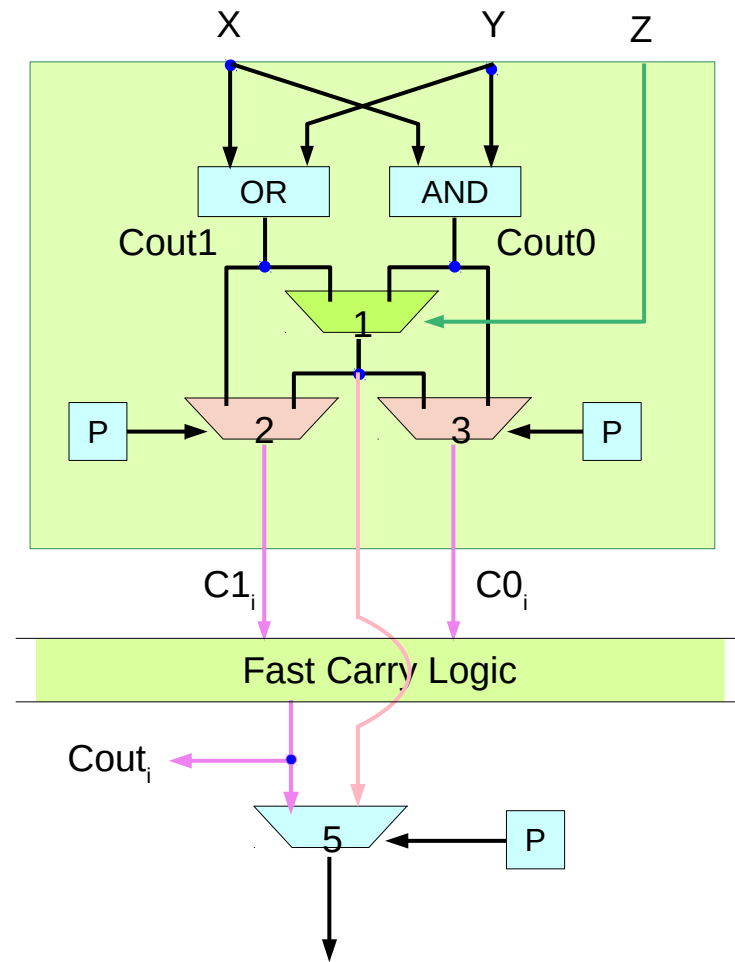 X Y Z
OR AND
Cout1 Cout0
1
P 2 3 P
C1i C0i
Fast Carry Logic
Couti
5 P